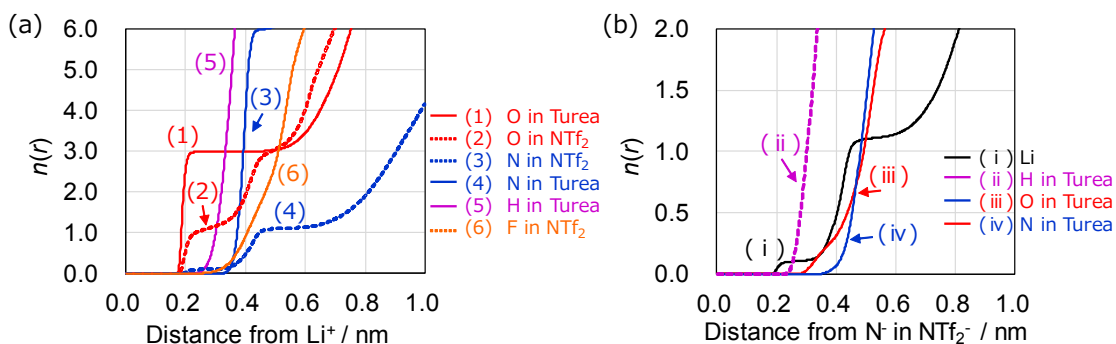 (a)
6.0
5.0
4.0
3.0
2.0
1.0
0.0
n(r)
(1)
(2)
(3)
(4)
(5)
(6)
0.0 0.2 0.4 0.6 0.8 1.0
Distance from Li⁺ / nm
(1) O in Turea
(2) O in NTf₂
(3) N in NTf₂
(4) N in Turea
(5) H in Turea
(6) F in NTf₂
(b)
2.0
1.5
1.0
0.5
0.0
n(r)
(ii)
(iii)
(i)
(iv)
0.0 0.2 0.4 0.6 0.8 1.0
Distance from N⁻ in NTf₂⁻ / nm
(i) Li
(ii) H in Turea
(iii) O in Turea
(iv) N in Turea